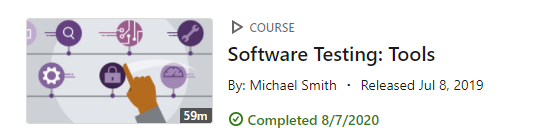 COURSE
Software Testing: Tools
By: Michael Smith · Released Jul 8, 2019
59m
Completed 8/7/2020